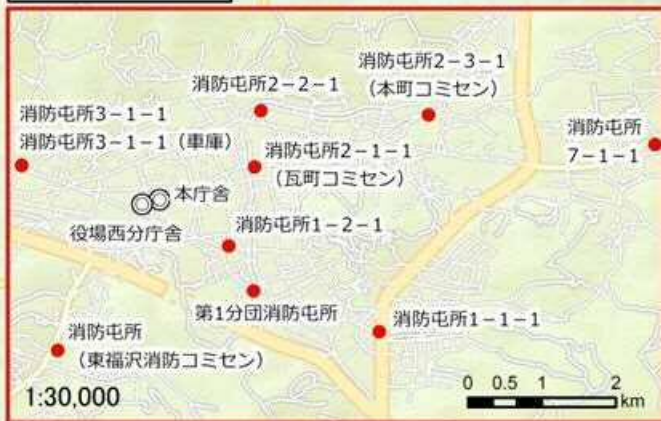 消防屯所2-3-1
（本町コミセン）
消防屯所2-2-1
消防屯所3-1-1
消防屯所3-1-1（車庫）
消防屯所
7-1-1
消防屯所2-1-1
（瓦町コミセン）
本庁舎
役場西分庁舎
消防屯所1-2-1
第1分団消防屯所
消防屯所1-1-1
消防屯所
（東福沢消防コミセン）
1:30,000
0 0.5 1 2
km